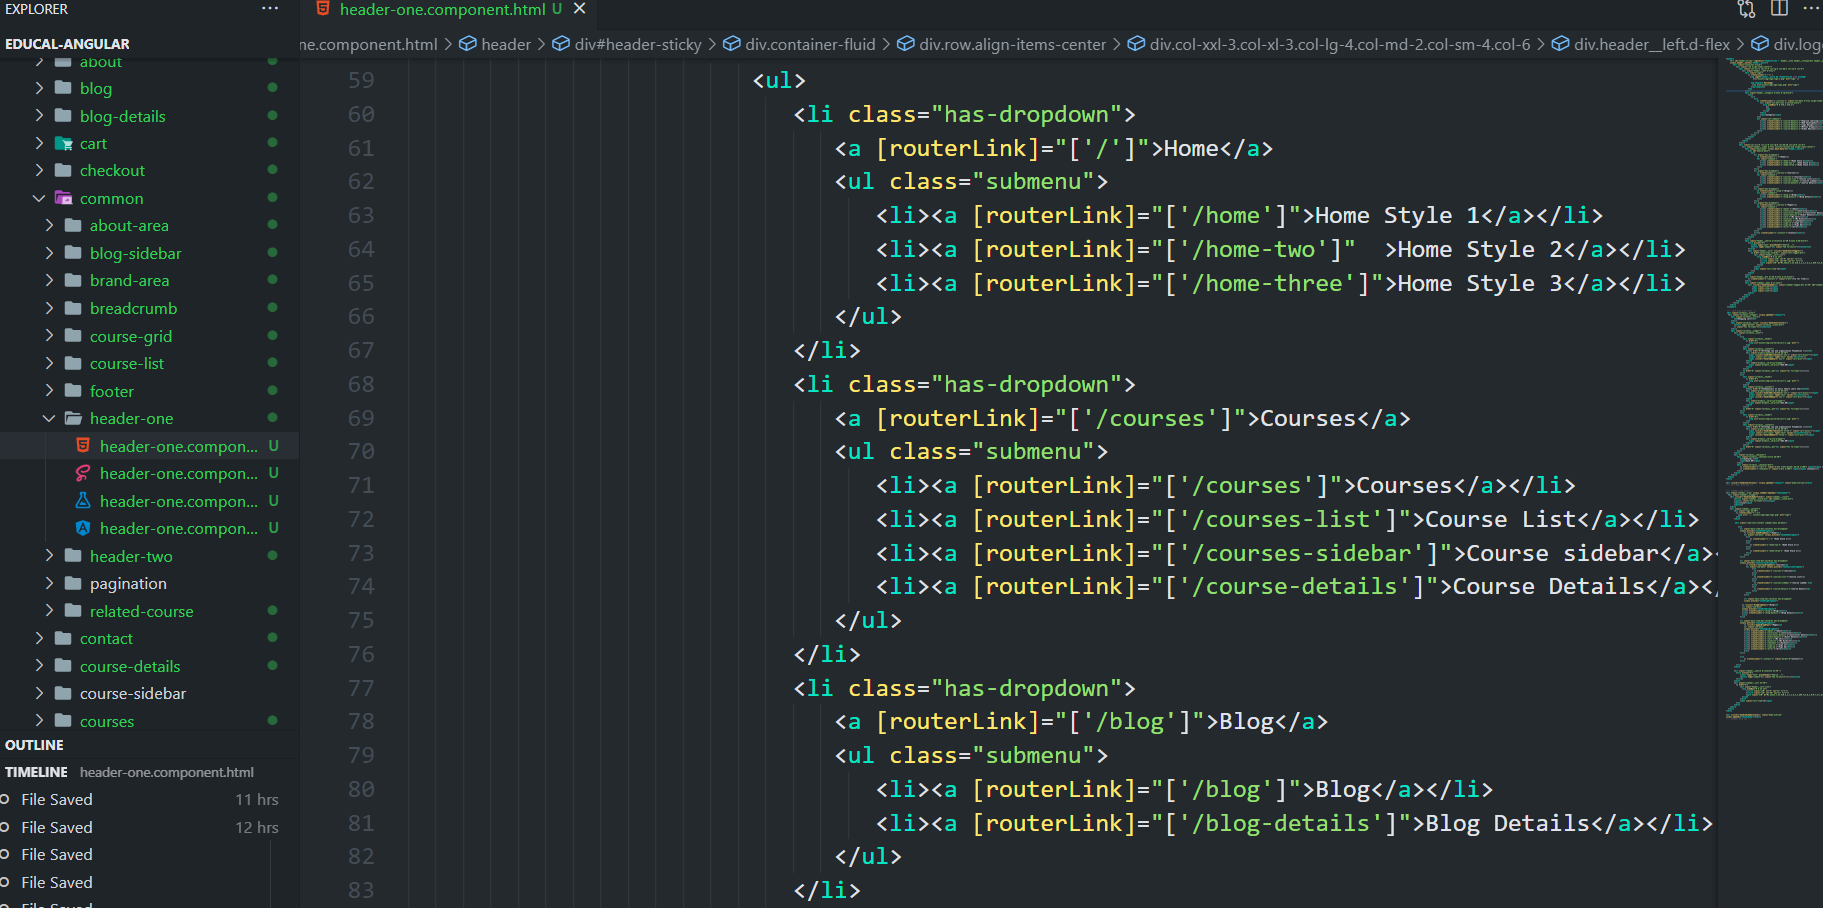 EXPLORER
···
header-one.component.html U ×
EDUCAL-ANGULAR
ne.component.html > header > div#header-sticky > div.container-fluid > div.row.align-items-center > div.col-xxl-3.col-xl-3.col-lg-4.col-md-2.col-sm-4.col-6 > div.header__left.d-flex > div.log
about
blog
blog-details
cart
checkout
common
about-area
blog-sidebar
brand-area
breadcrumb
course-grid
course-list
footer
header-one
header-one.compon... U
header-one.compon... U
header-one.compon... U
header-one.compon... U
header-two
pagination
related-course
contact
course-details
course-sidebar
courses
OUTLINE
TIMELINE header-one.component.html
File Saved 11 hrs
File Saved 12 hrs
File Saved
File Saved
File Saved
59 <ul>
60 <li class="has-dropdown">
61 <a [routerLink]="['/']">Home</a>
62 <ul class="submenu">
63 <li><a [routerLink]="['/home']">Home Style 1</a></li>
64 <li><a [routerLink]="['/home-two']"  >Home Style 2</a></li>
65 <li><a [routerLink]="['/home-three']">Home Style 3</a></li>
66 </ul>
67 </li>
68 <li class="has-dropdown">
69 <a [routerLink]="['/courses']">Courses</a>
70 <ul class="submenu">
71 <li><a [routerLink]="['/courses']">Courses</a></li>
72 <li><a [routerLink]="['/courses-list']">Course List</a></li>
73 <li><a [routerLink]="['/courses-sidebar']">Course sidebar</a><
74 <li><a [routerLink]="['/course-details']">Course Details</a></
75 </ul>
76 </li>
77 <li class="has-dropdown">
78 <a [routerLink]="['/blog']">Blog</a>
79 <ul class="submenu">
80 <li><a [routerLink]="['/blog']">Blog</a></li>
81 <li><a [routerLink]="['/blog-details']">Blog Details</a></li>
82 </ul>
83 </li>